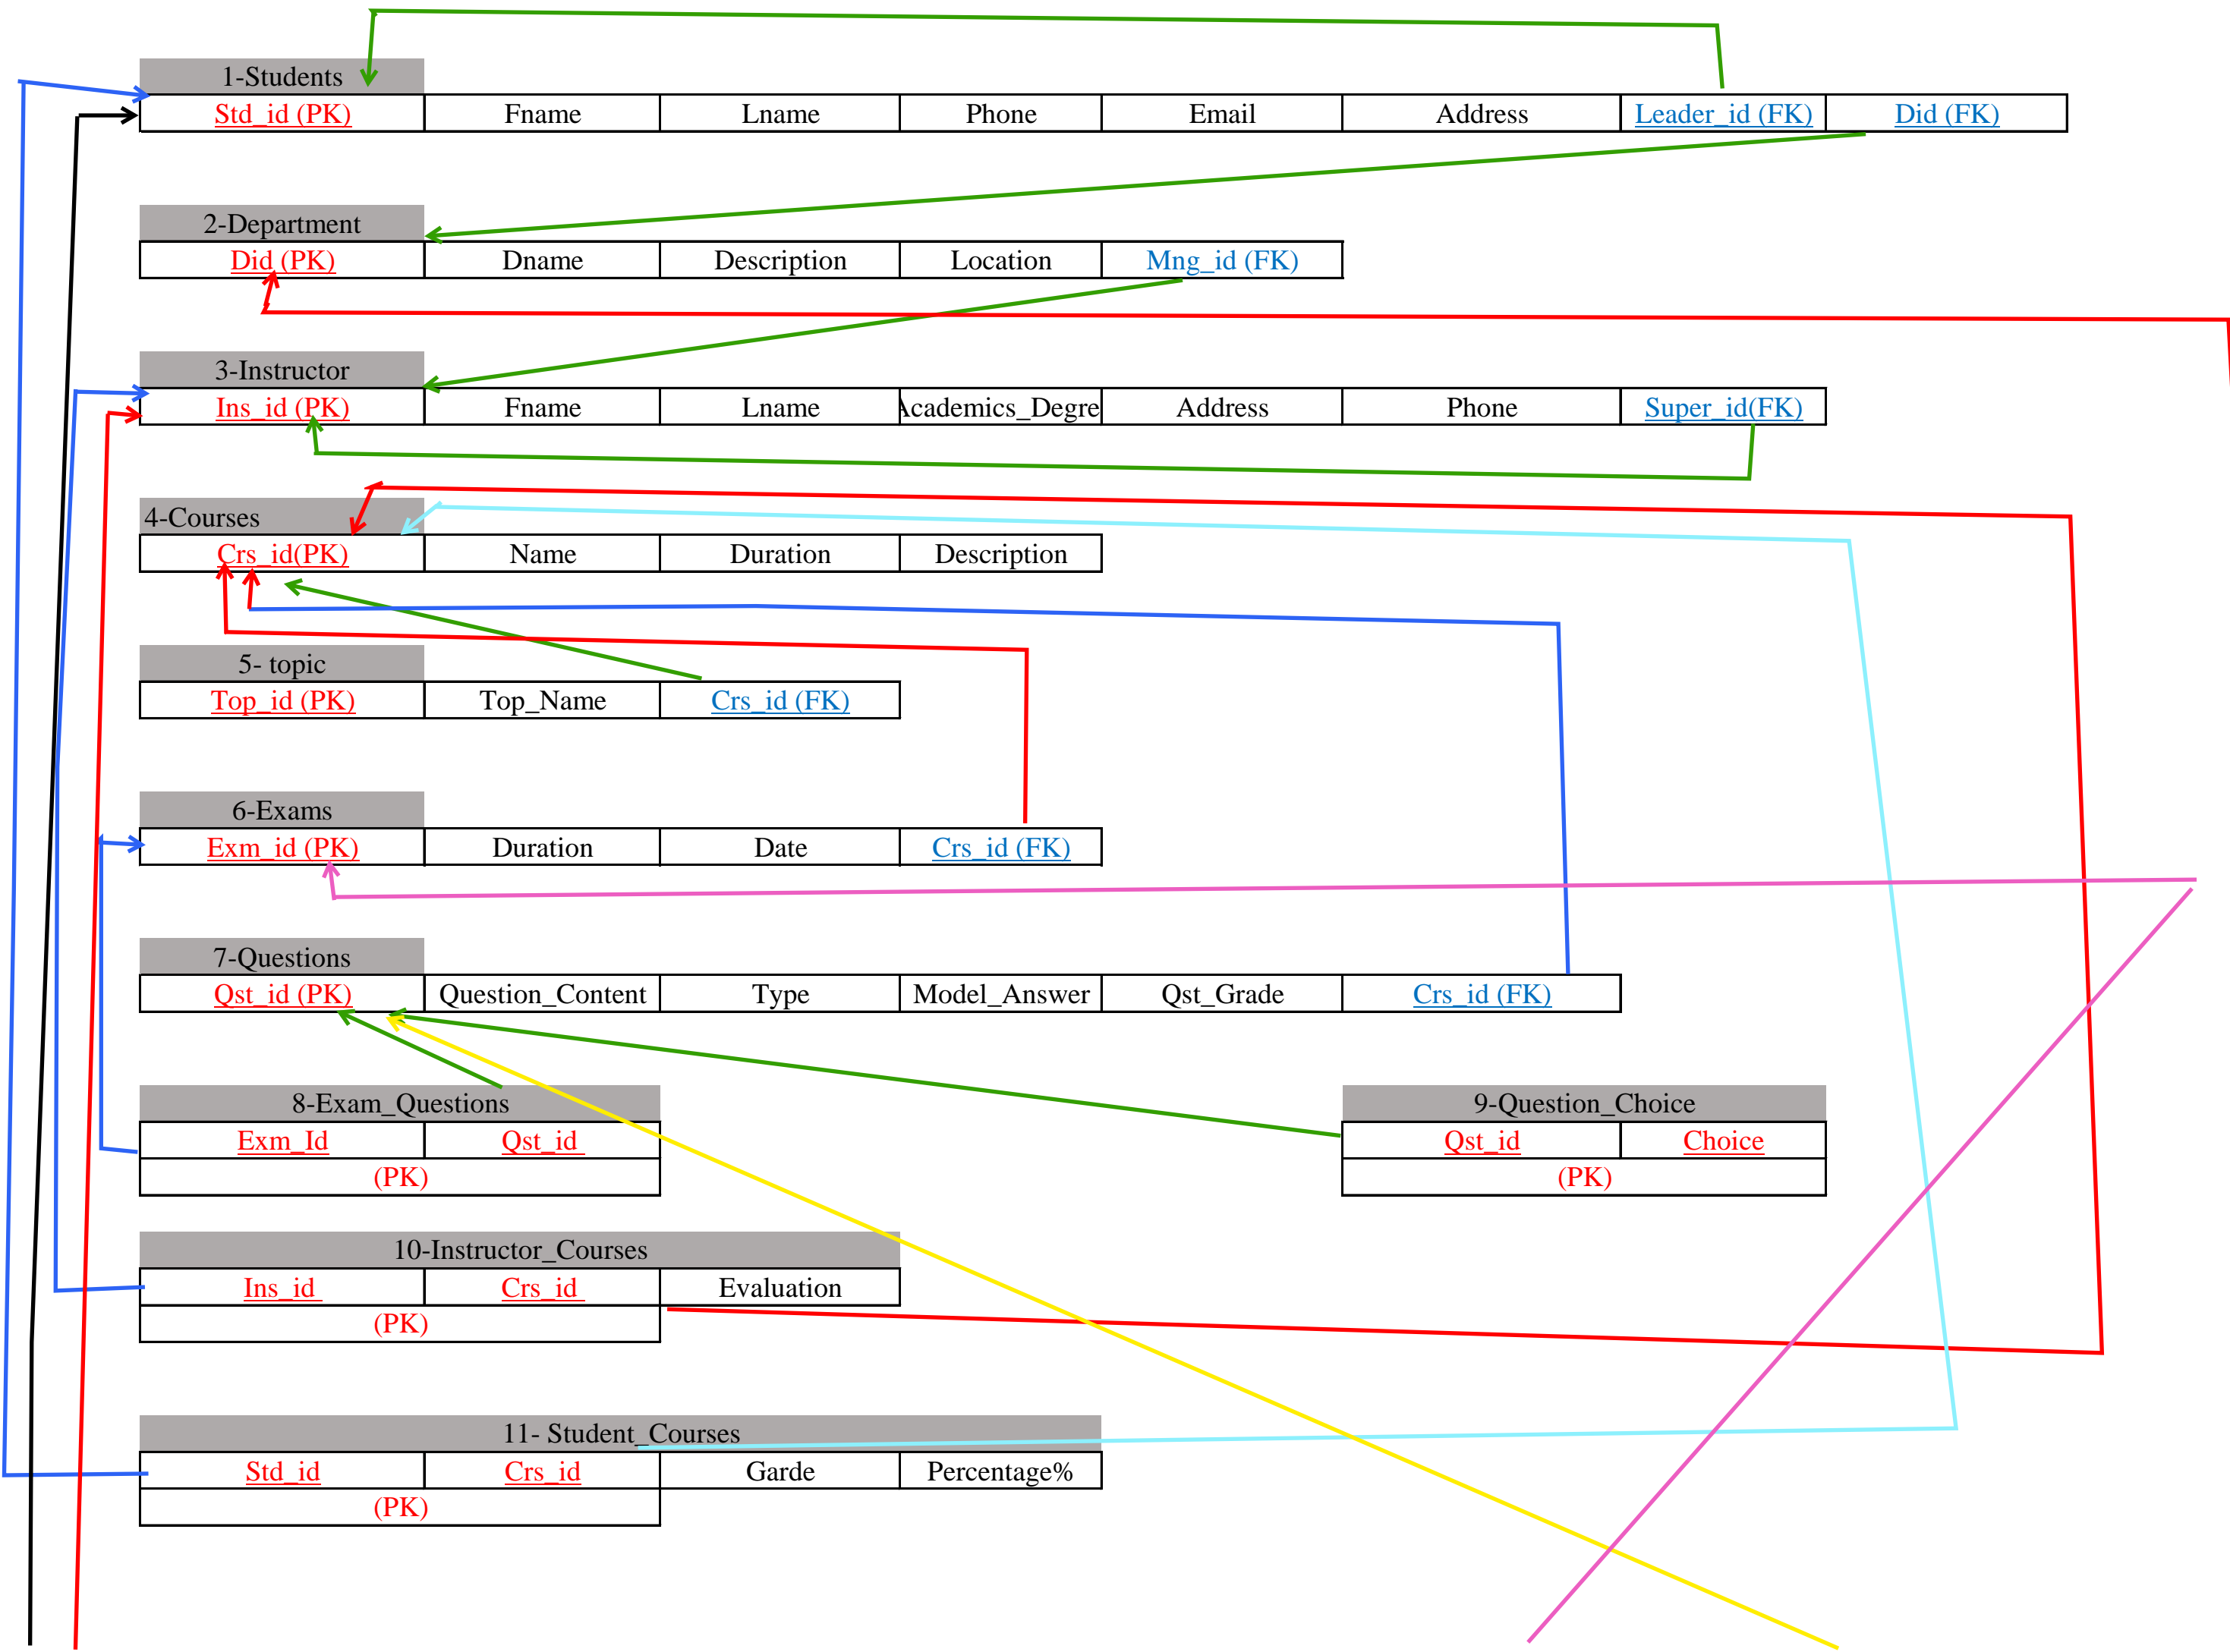 1-Students
Std_id (PK) Fname Lname Phone Email Address Leader_id (FK) Did (FK)
2-Department
Did (PK) Dname Description Location Mng_id (FK)
3-Instructor
Ins_id (PK) Fname Lname Academics_Degre Address Phone Super_id(FK)
4-Courses
Crs_id(PK) Name Duration Description
5- topic
Top_id (PK) Top_Name Crs_id (FK)
6-Exams
Exm_id (PK) Duration Date Crs_id (FK)
7-Questions
Qst_id (PK) Question_Content Type Model_Answer Qst_Grade Crs_id (FK)
8-Exam_Questions 9-Question_Choice
Exm_Id Qst_id Qst_id Choice
(PK) (PK)
10-Instructor_Courses
Ins_id Crs_id Evaluation
(PK)
11- Student_Courses
Std_id Crs_id Garde Percentage%
(PK)